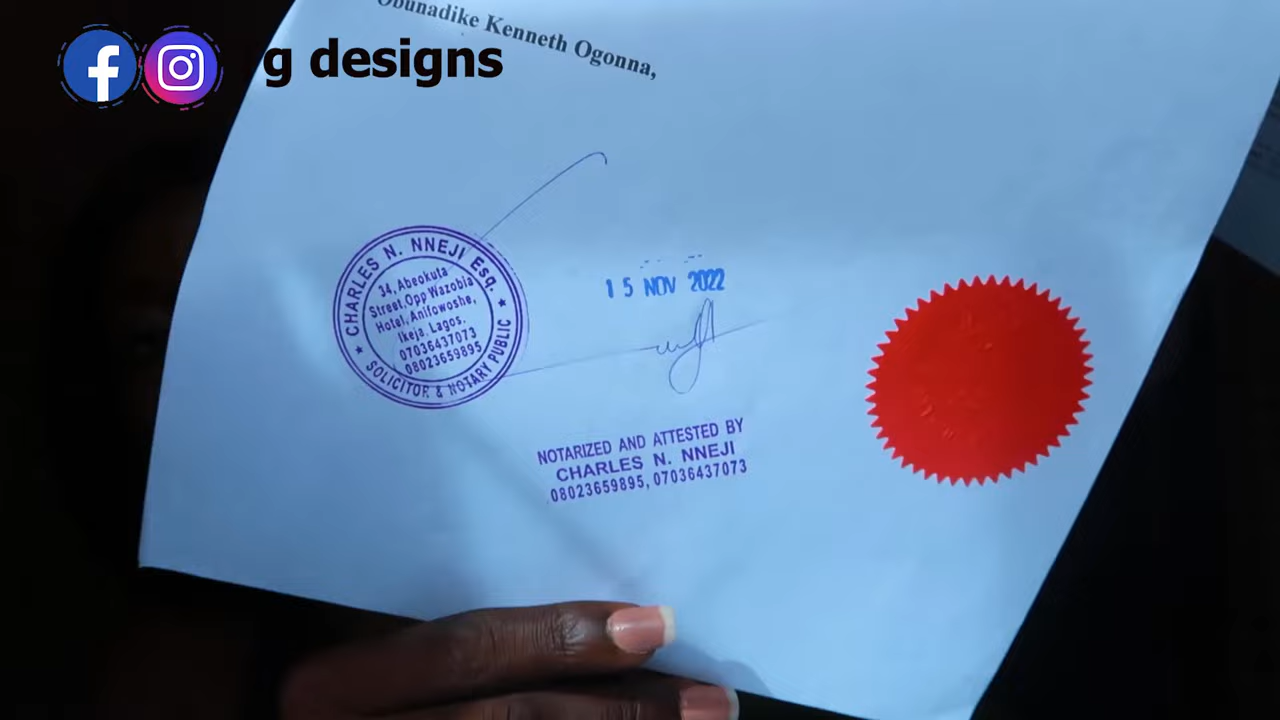 Obunadike Kenneth Ogonna,
g designs
CHARLES N. NNEJI Esq.
34, Abeokuta
Street, Opp Wazobia
Hotel, Anifowoshe,
Ikeja, Lagos.
07036437073
08023659895
SOLICITOR & NOTARY PUBLIC
15 NOV 2022
NOTARIZED AND ATTESTED BY
CHARLES N. NNEJI
08023659895, 07036437073